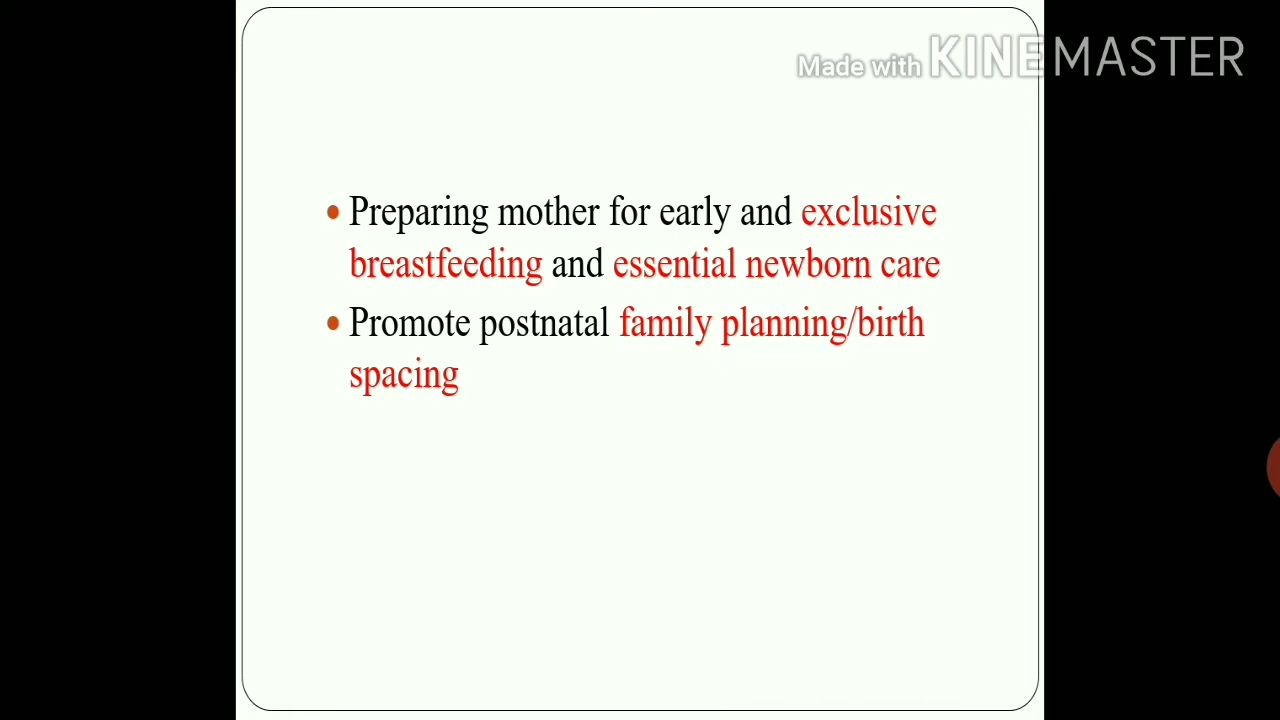 Made with KINEMASTER
• Preparing mother for early and exclusive
breastfeeding and essential newborn care
• Promote postnatal family planning/birth
spacing